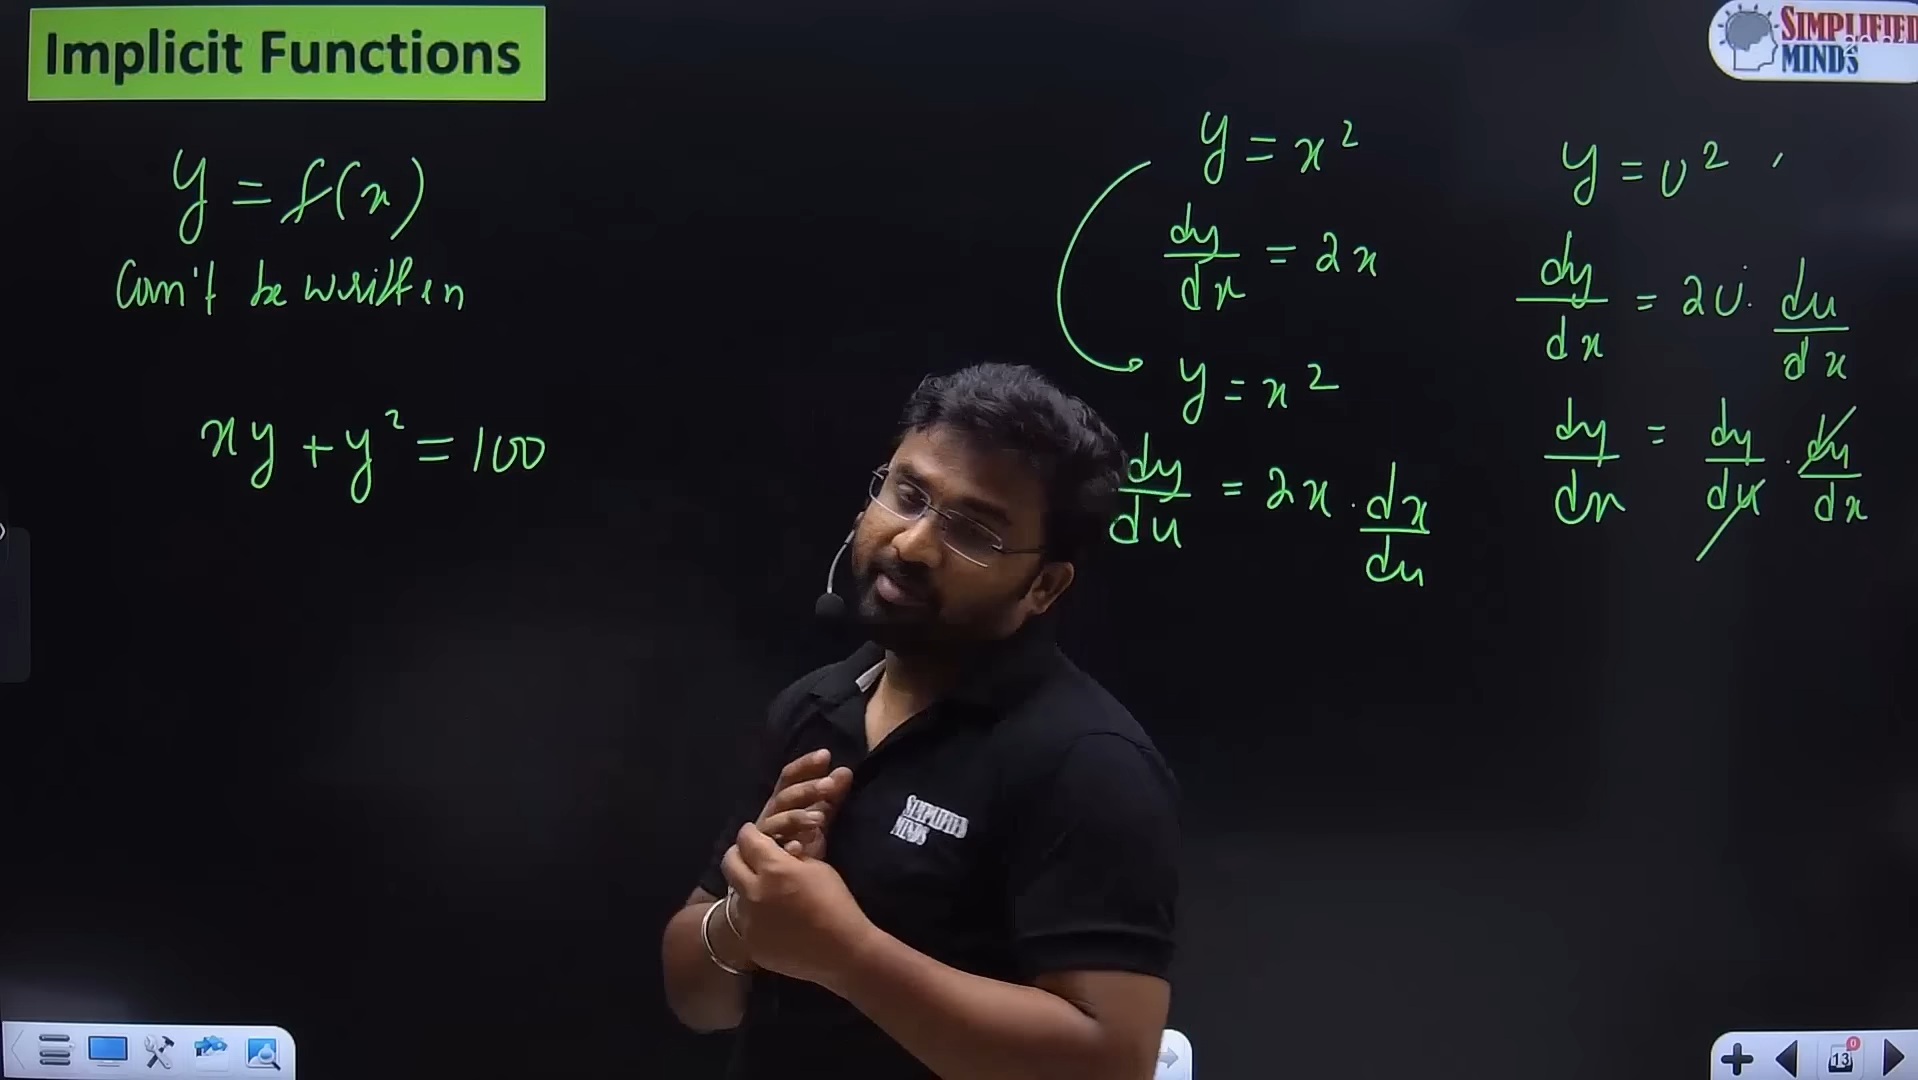 Implicit Functions
SIMPLIFIED
MINDS
y = f(x)
Can't be written
xy + y² = 100
y = x²
dy/dx = 2x
y = x²
dy/du = 2x · dx/du
y = u²
dy/dx = 2u · du/dx
dy/dx = dy/du · du/dx
SIMPLIFIED
MINDS
13
0